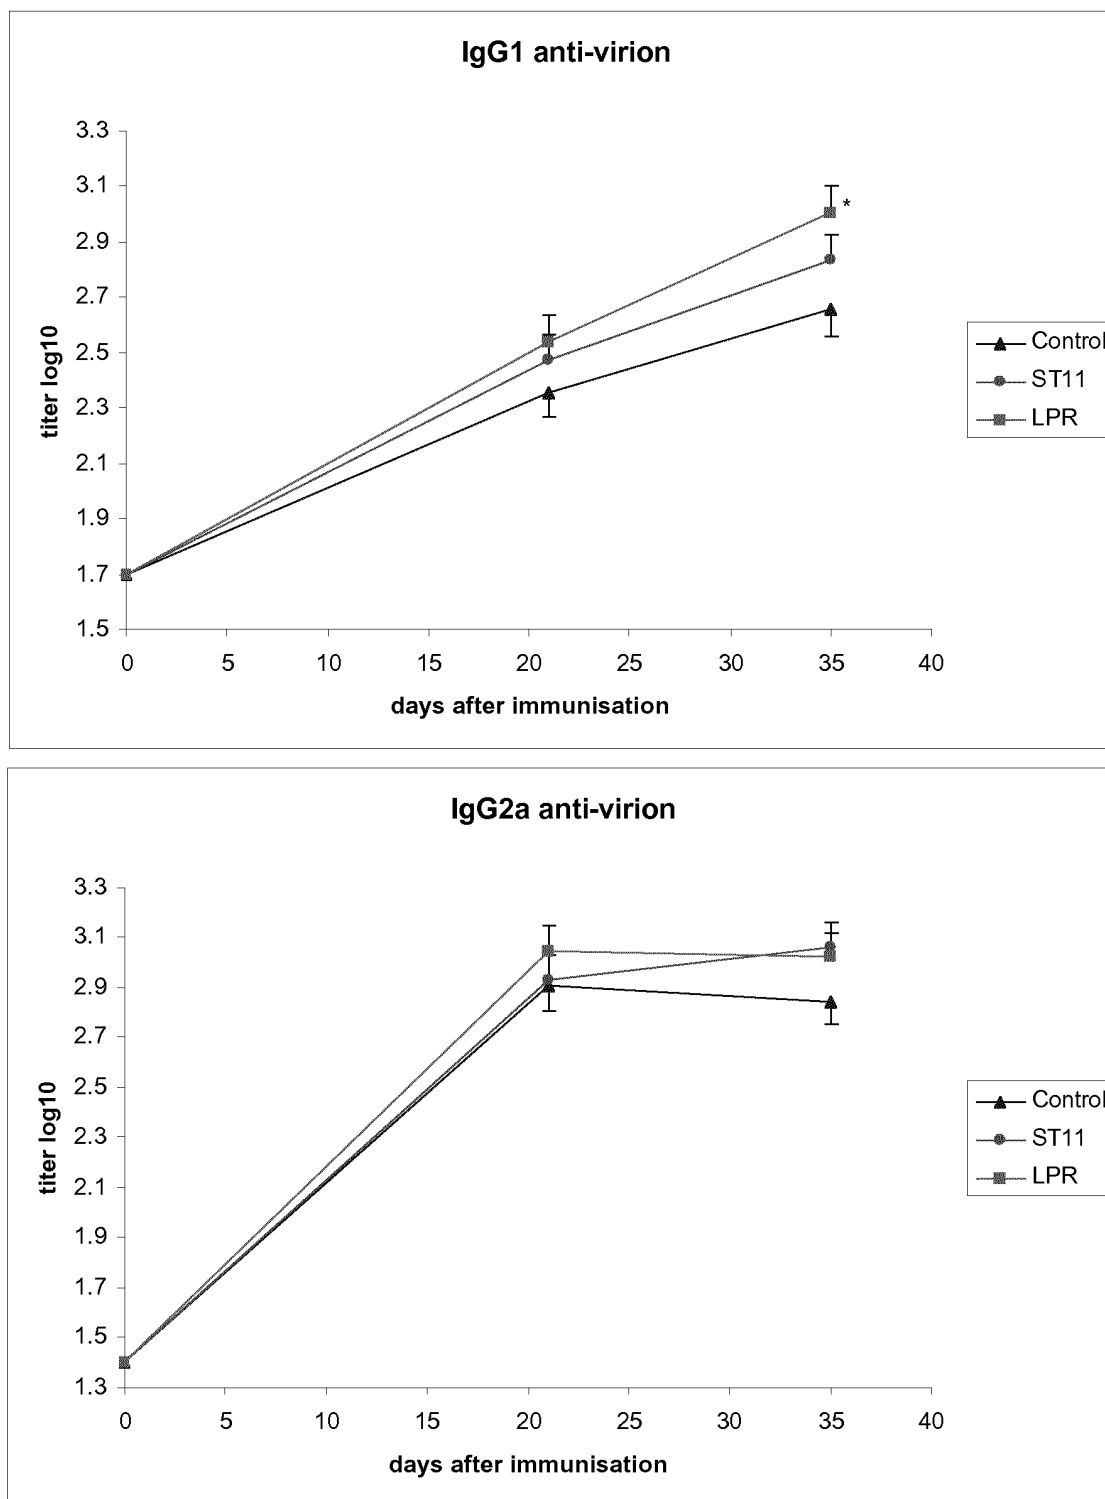 IgG1 anti-virion
3.3
3.1
2.9
2.7
2.5
2.3
2.1
1.9
1.7
1.5
titer log10
*
0 5 10 15 20 25 30 35 40
days after immunisation
Control
ST11
LPR
IgG2a anti-virion
3.3
3.1
2.9
2.7
2.5
2.3
2.1
1.9
1.7
1.5
1.3
titer log10
0 5 10 15 20 25 30 35 40
days after immunisation
Control
ST11
LPR